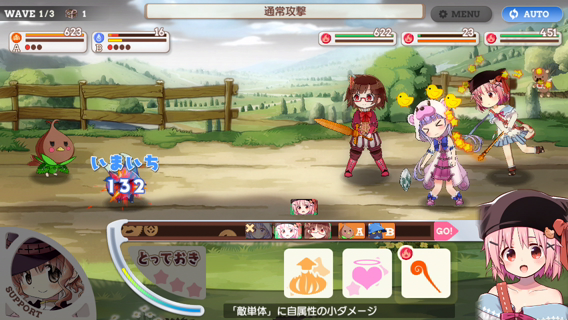 WAVE 1/3
1
通常攻撃
MENU
AUTO
623
A
16
B
622
23
451
いまいち
132
A
B
GO!
とっておき
SUPPORT
「敵単体」に自属性の小ダメージ